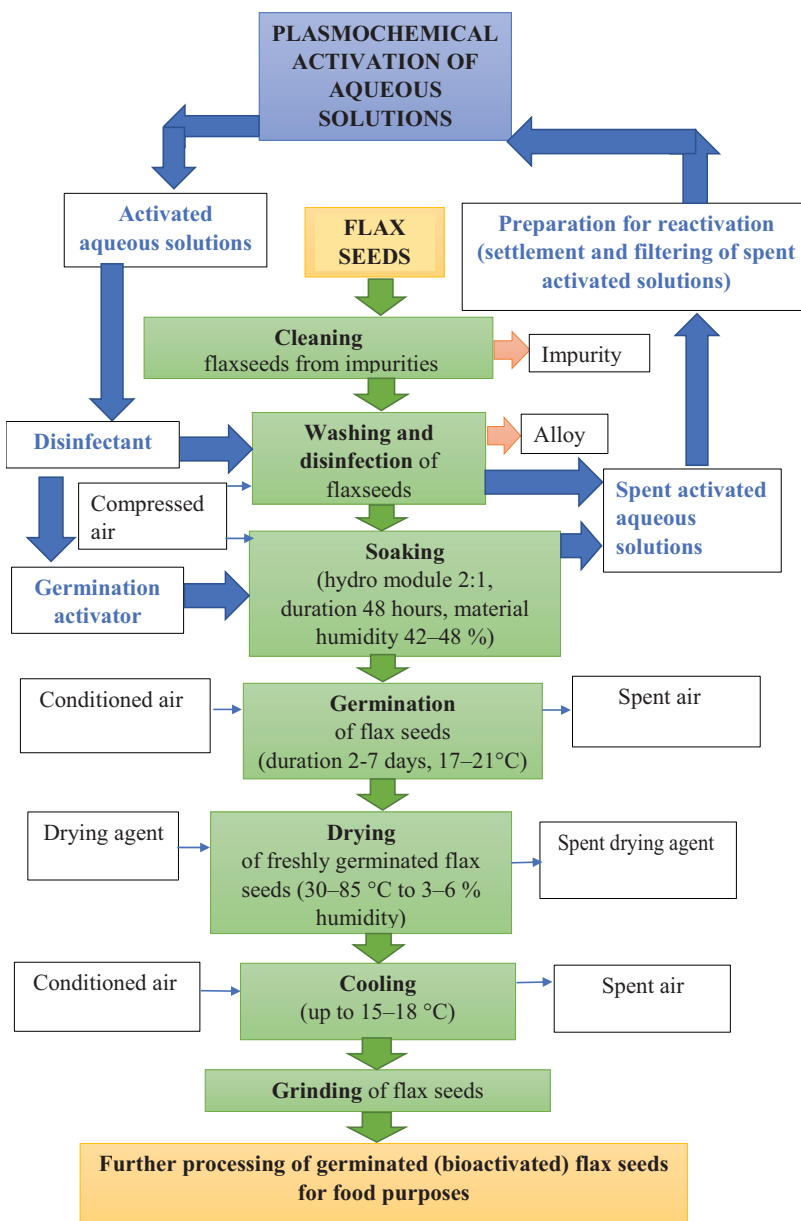 PLASMOCHEMICAL
ACTIVATION OF
AQUEOUS
SOLUTIONS
Activated
aqueous solutions
FLAX
SEEDS
Preparation for reactivation
(settlement and filtering of spent
activated solutions)
Cleaning
flaxseeds from impurities
Impurity
Disinfectant
Washing and
disinfection of
flaxseeds
Alloy
Compressed
air
Spent activated
aqueous
solutions
Germination
activator
Soaking
(hydro module 2:1,
duration 48 hours, material
humidity 42–48 %)
Conditioned air
Germination
of flax seeds
(duration 2-7 days, 17–21°C)
Spent air
Drying agent
Drying
of freshly germinated flax
seeds (30–85 °C to 3–6 %
humidity)
Spent drying agent
Conditioned air
Cooling
(up to 15–18 °C)
Spent air
Grinding of flax seeds
Further processing of germinated (bioactivated) flax seeds
for food purposes